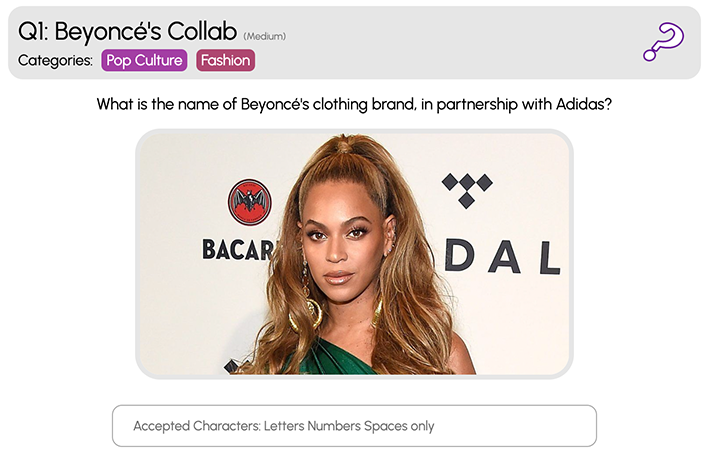 Q1: Beyoncé's Collab (Medium)
Categories: Pop Culture Fashion
What is the name of Beyoncé's clothing brand, in partnership with Adidas?
BACAR
DAL
Accepted Characters: Letters Numbers Spaces only